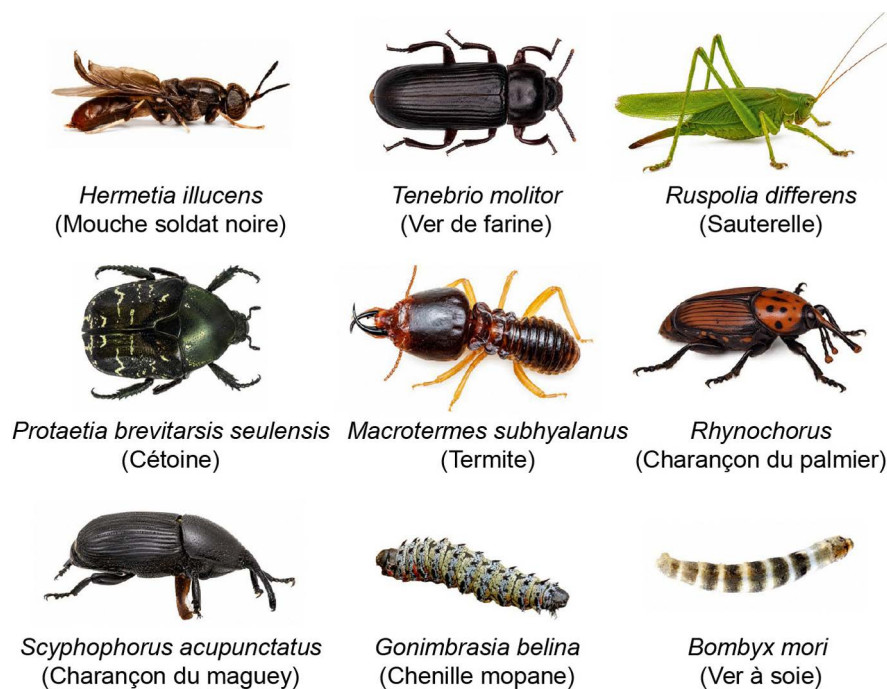 Hermetia illucens
(Mouche soldat noire)
Tenebrio molitor
(Ver de farine)
Ruspolia differens
(Sauterelle)
Protaetia brevitarsis seulensis
(Cétoine)
Macrotermes subhyalanus
(Termite)
Rhynochorus
(Charançon du palmier)
Scyphophorus acupunctatus
(Charançon du maguey)
Gonimbrasia belina
(Chenille mopane)
Bombyx mori
(Ver à soie)